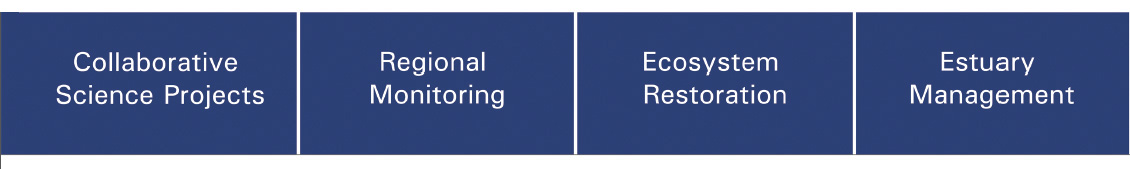 Collaborative
Science Projects
Regional
Monitoring
Ecosystem
Restoration
Estuary
Management